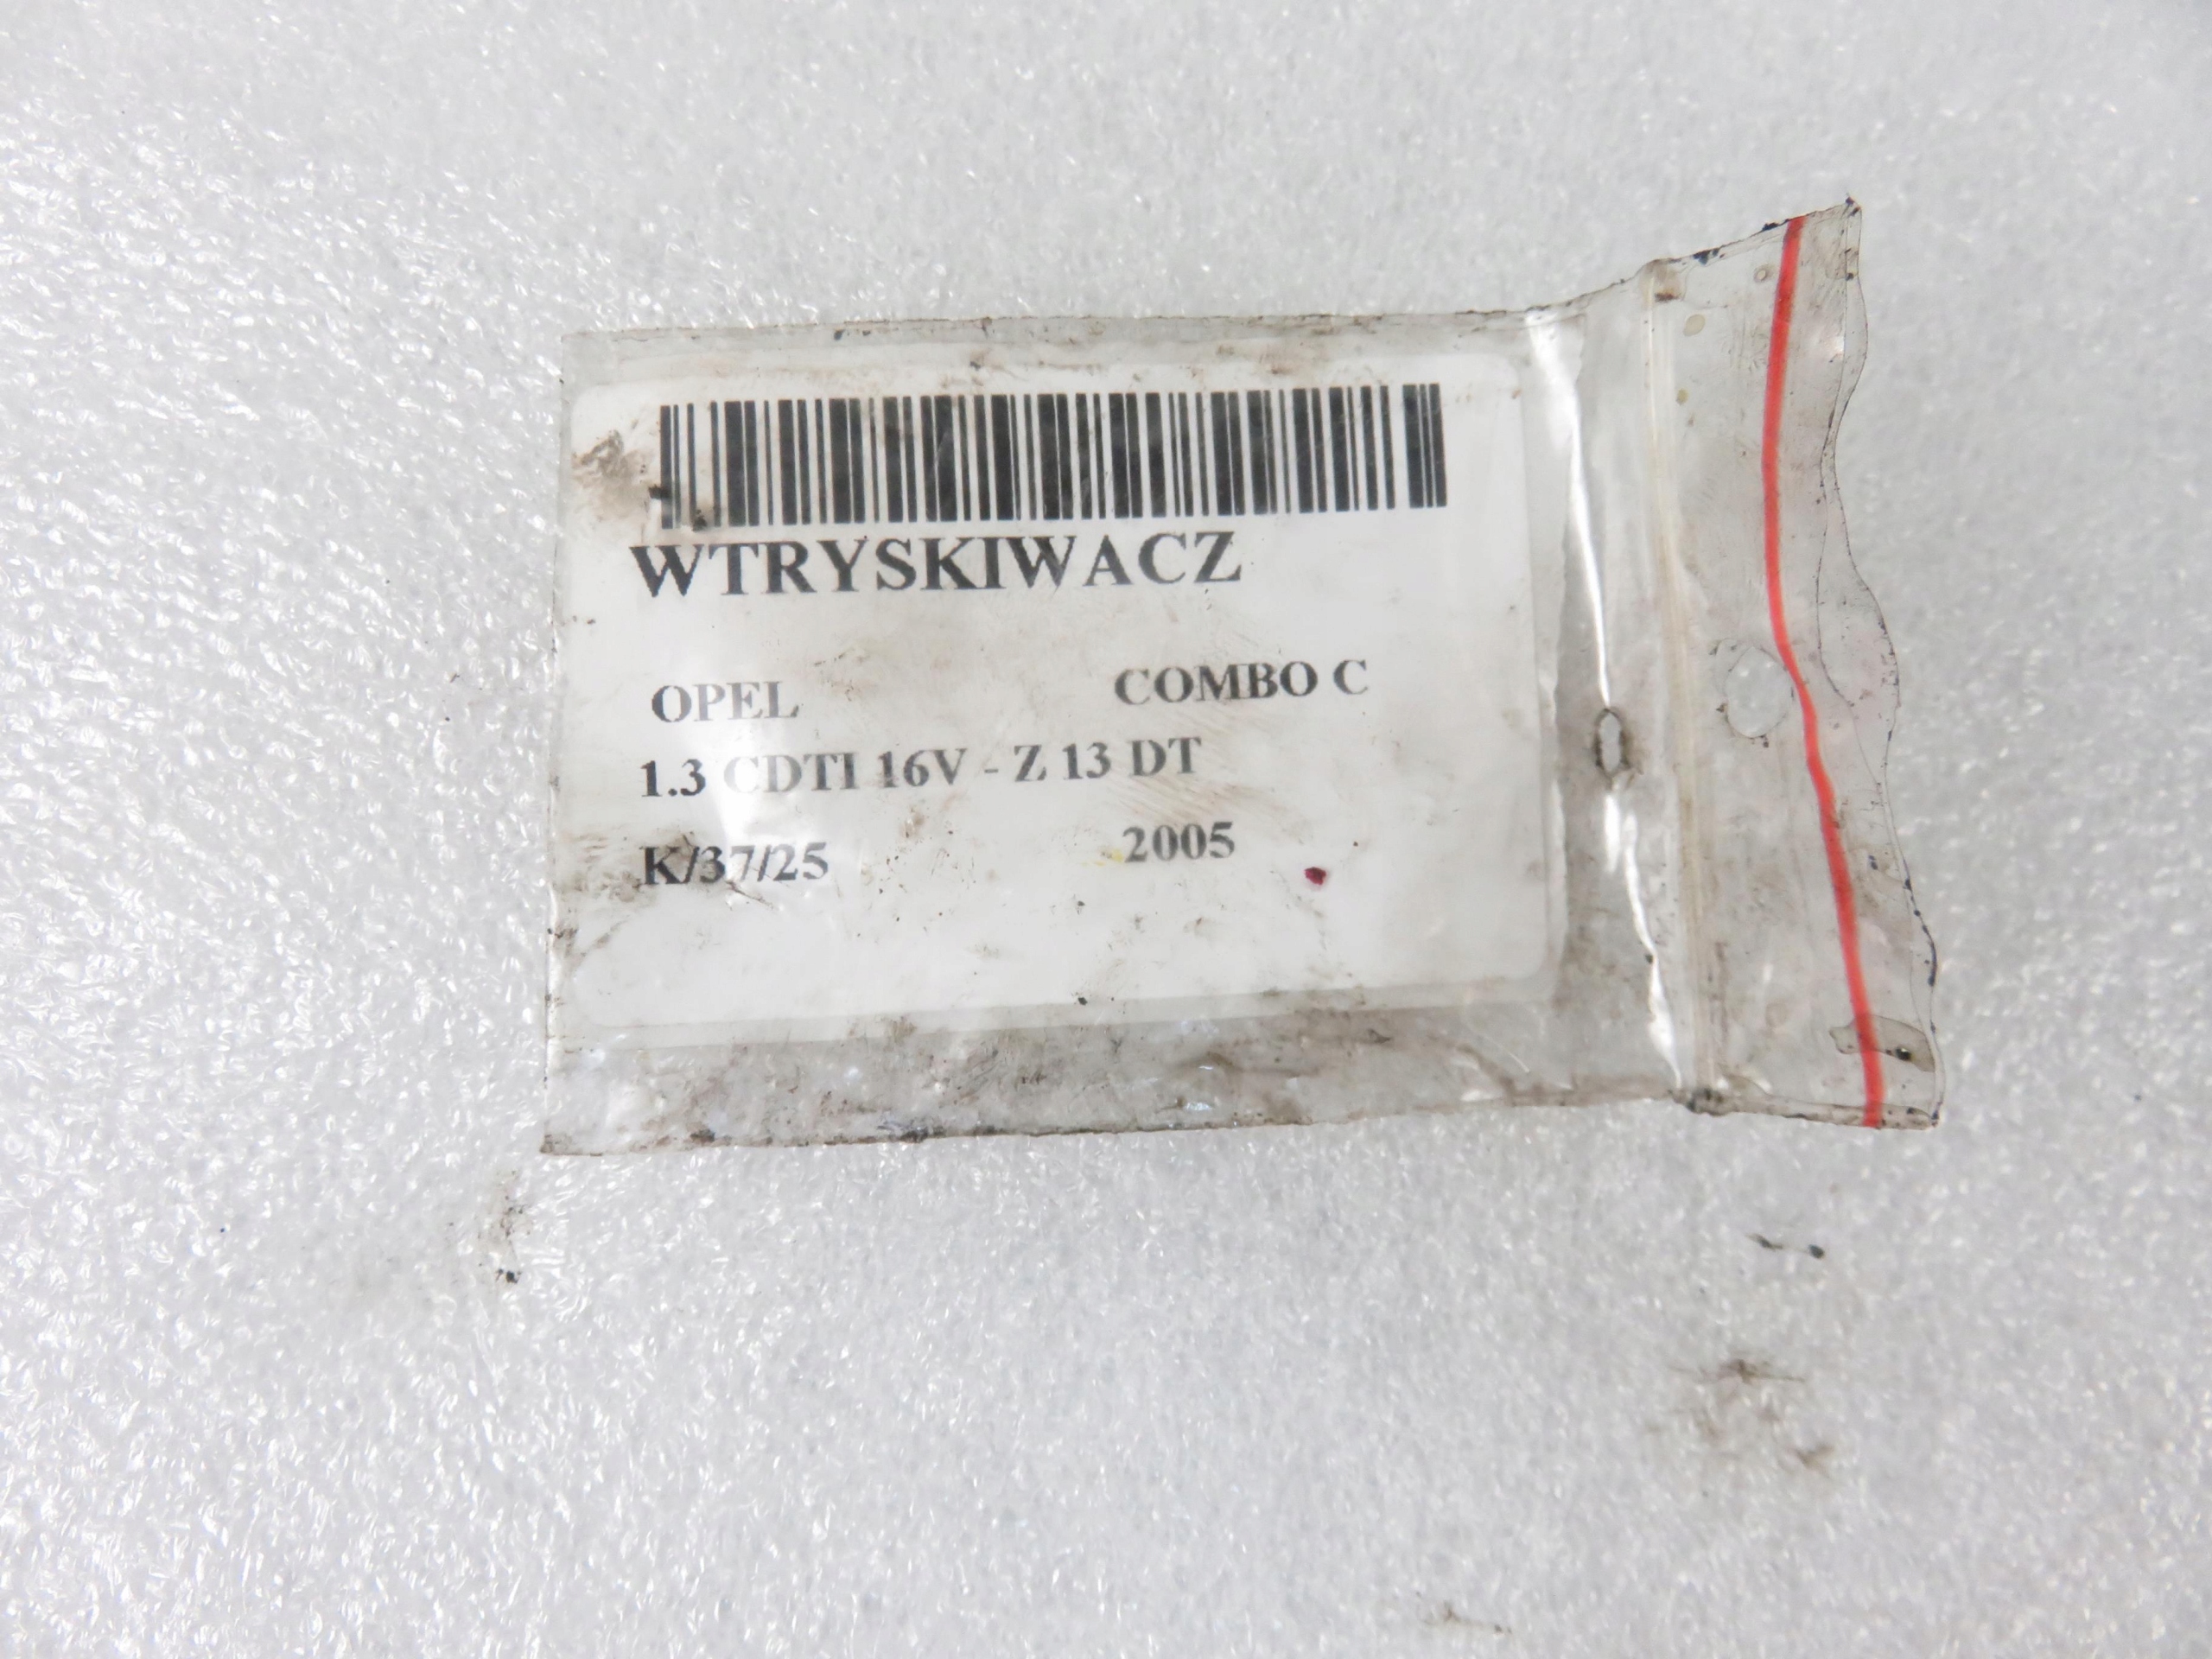 WTRYSKIWACZ
OPEL COMBO C
1.3 CDTI 16V - Z 13 DT
K/37/25 2005